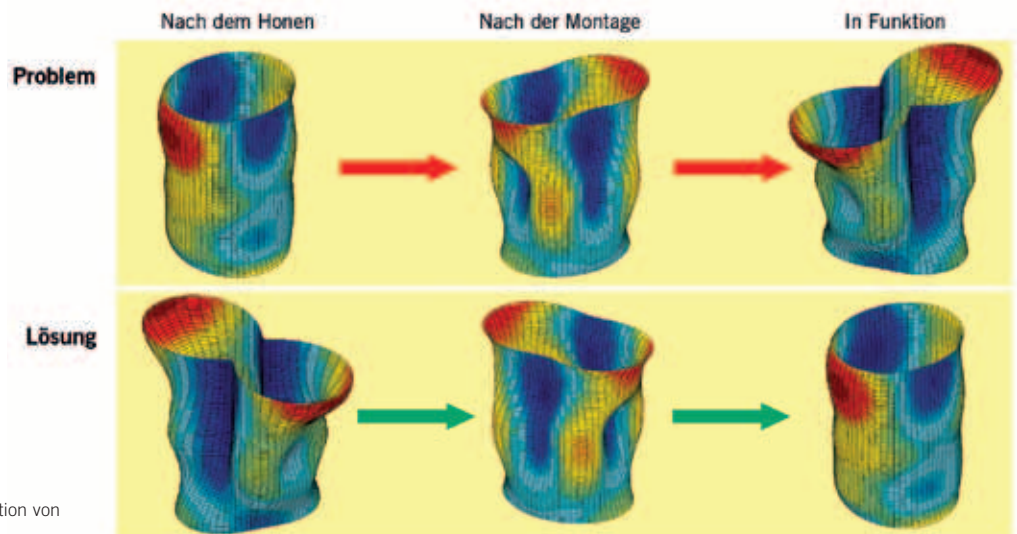 Nach dem Honen Nach der Montage In Funktion
Problem
Lösung
tion von